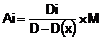 Ai = Di / D – D(x) × M